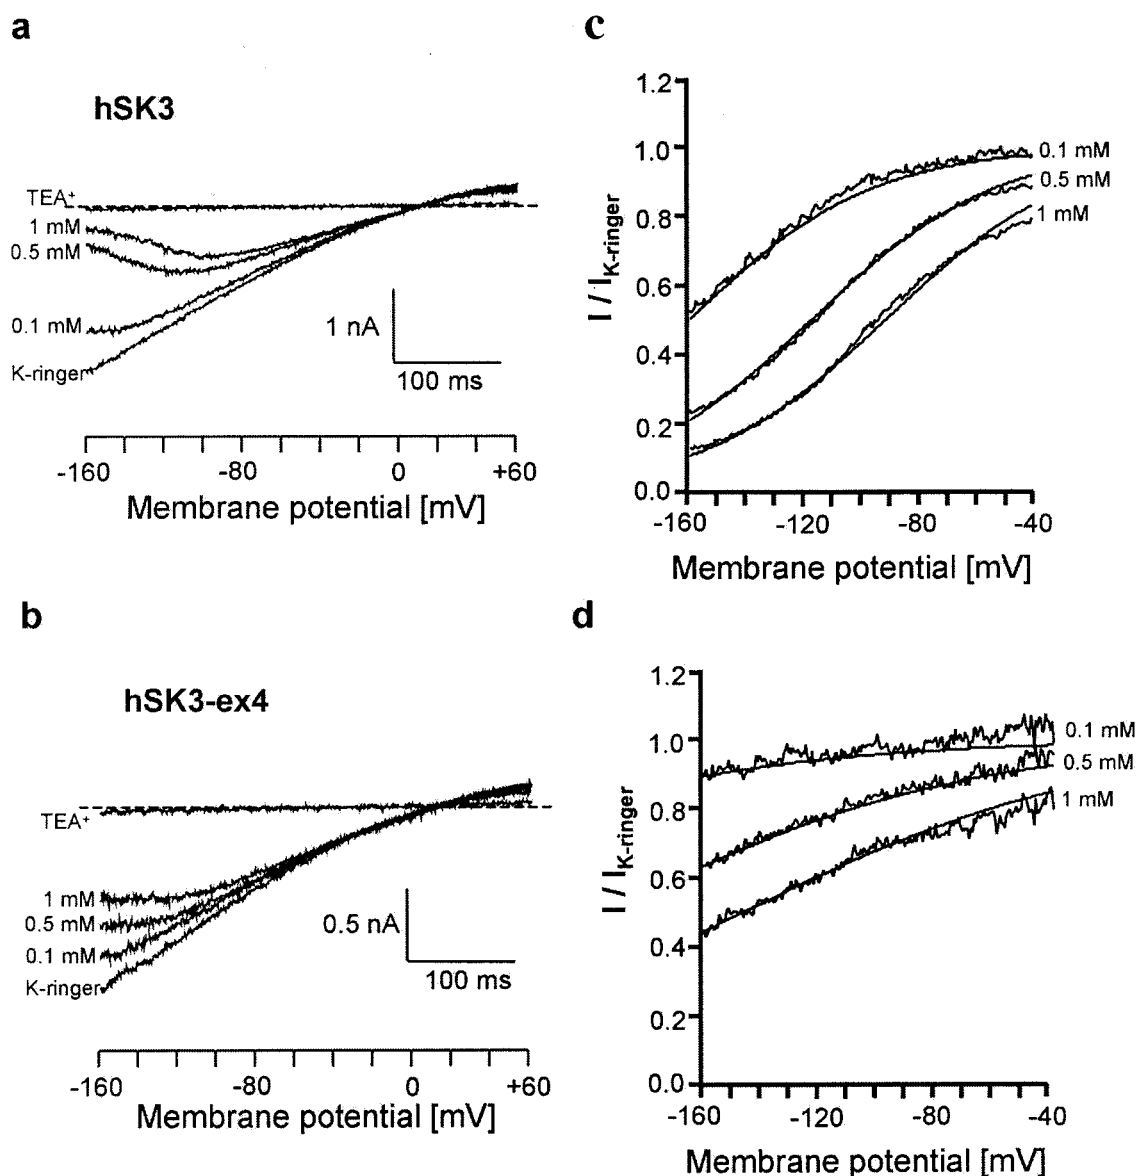 a
hSK3
TEA+
1 mM
0.5 mM
0.1 mM
K-ringer
1 nA
100 ms
-160 -80 0 +60
Membrane potential [mV]
c
1.2
1.0
0.8
0.6
0.4
0.2
0.0
I / IK-ringer
0.1 mM
0.5 mM
1 mM
-160 -120 -80 -40
Membrane potential [mV]
b
hSK3-ex4
TEA+
1 mM
0.5 mM
0.1 mM
K-ringer
0.5 nA
100 ms
-160 -80 0 +60
Membrane potential [mV]
d
1.2
1.0
0.8
0.6
0.4
0.2
0.0
I / IK-ringer
0.1 mM
0.5 mM
1 mM
-160 -120 -80 -40
Membrane potential [mV]